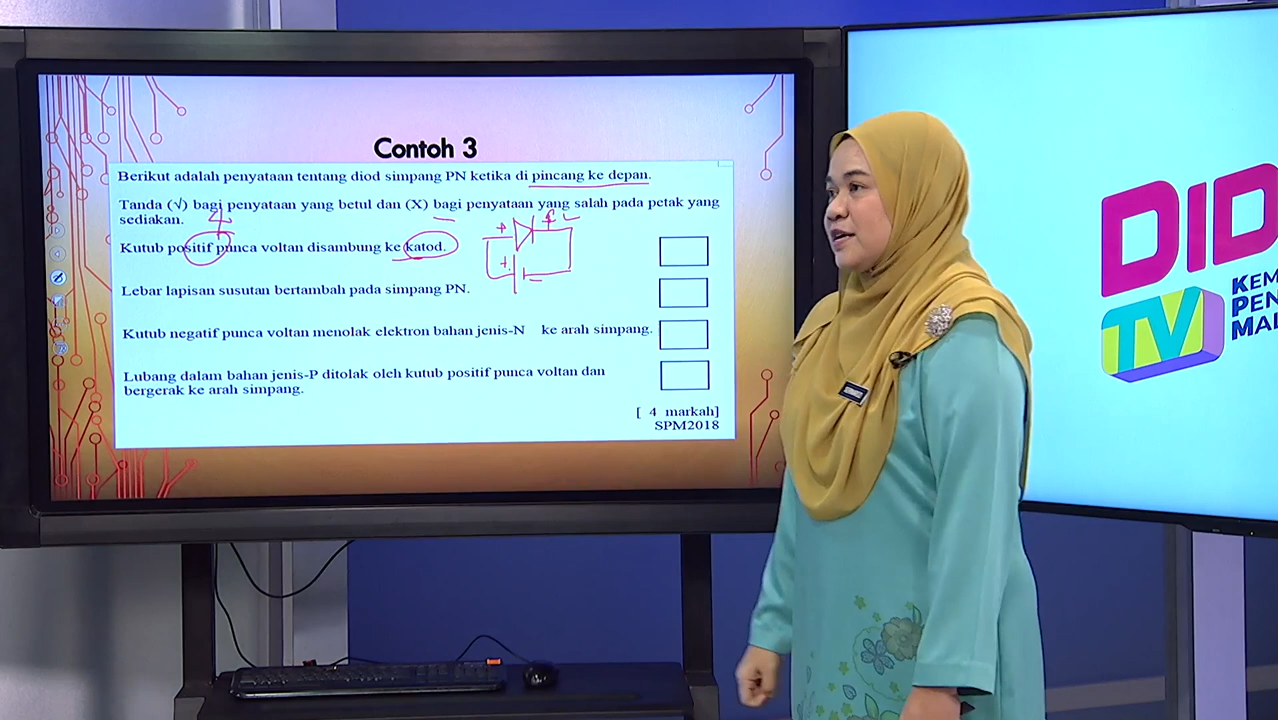 Contoh 3
Berikut adalah penyataan tentang diod simpang PN ketika di pincang ke depan.
Tanda (√) bagi penyataan yang betul dan (X) bagi penyataan yang salah pada petak yang
sediakan.
Kutub positif punca voltan disambung ke katod.
Lebar lapisan susutan bertambah pada simpang PN.
Kutub negatif punca voltan menolak elektron bahan jenis-N ke arah simpang.
Lubang dalam bahan jenis-P ditolak oleh kutub positif punca voltan dan
bergerak ke arah simpang.
[ 4 markah]
SPM2018
DID
TV